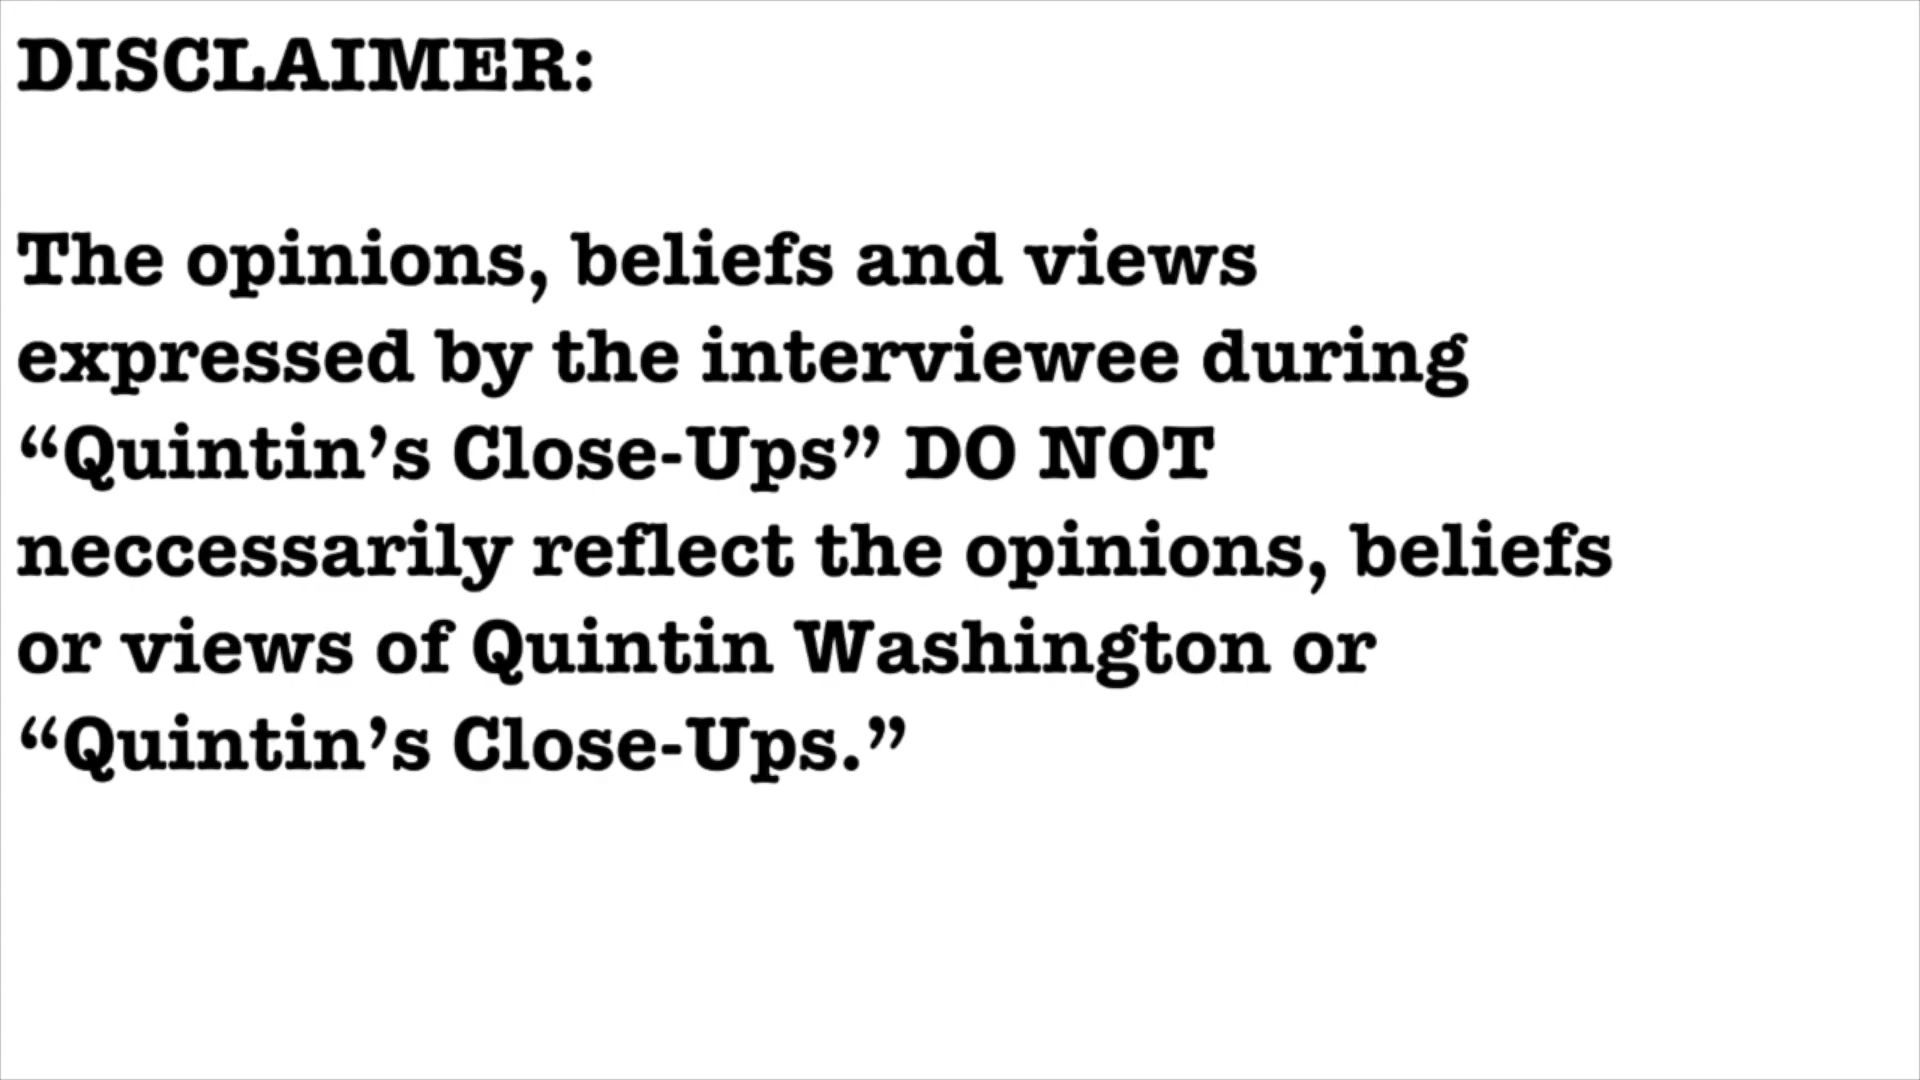 DISCLAIMER:
The opinions, beliefs and views
expressed by the interviewee during
“Quintin’s Close-Ups” DO NOT
neccessarily reflect the opinions, beliefs
or views of Quintin Washington or
“Quintin’s Close-Ups.”